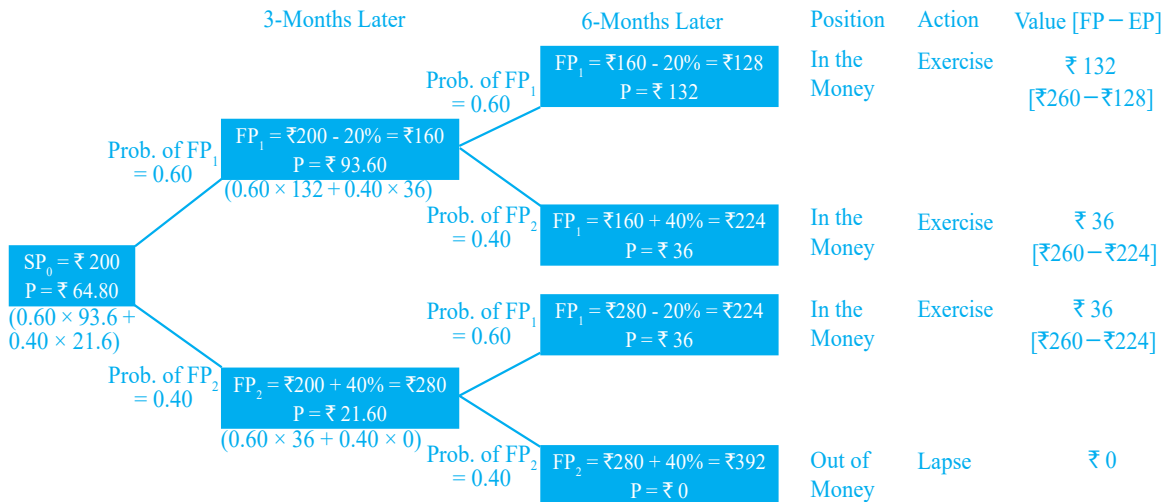 3-Months Later
6-Months Later
Position
Action
Value [FP − EP]
FP₁ = ₹160 - 20% = ₹128
P = ₹ 132
In the
Money
Exercise
₹ 132
[₹260−₹128]
Prob. of FP₁
= 0.60
FP₁ = ₹200 - 20% = ₹160
P = ₹ 93.60
(0.60 × 132 + 0.40 × 36)
Prob. of FP₁
= 0.60
Prob. of FP₂
= 0.40
FP₁ = ₹160 + 40% = ₹224
P = ₹ 36
In the
Money
Exercise
₹ 36
[₹260−₹224]
SP₀ = ₹ 200
P = ₹ 64.80
(0.60 × 93.6 +
0.40 × 21.6)
Prob. of FP₁
= 0.60
FP₁ = ₹280 - 20% = ₹224
P = ₹ 36
In the
Money
Exercise
₹ 36
[₹260−₹224]
Prob. of FP₂
= 0.40
FP₂ = ₹200 + 40% = ₹280
P = ₹ 21.60
(0.60 × 36 + 0.40 × 0)
Prob. of FP₂
= 0.40
FP₂ = ₹280 + 40% = ₹392
P = ₹ 0
Out of
Money
Lapse
₹ 0